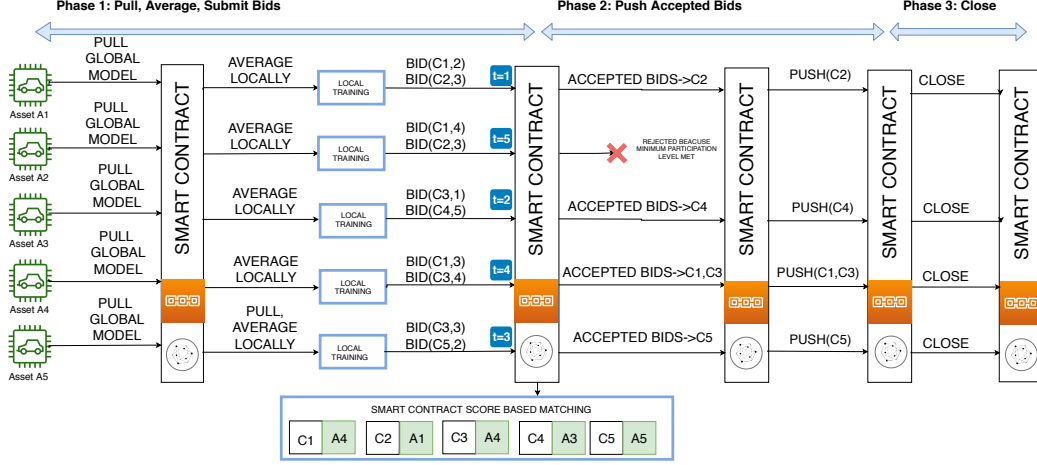 Phase 1: Pull, Average, Submit Bids
Phase 2: Push Accepted Bids
Phase 3: Close
PULL
GLOBAL
MODEL
Asset A1
AVERAGE
LOCALLY
LOCAL
TRAINING
BID(C1,2)
BID(C2,3)
t=1
ACCEPTED BIDS->C2
PUSH(C2)
CLOSE
PULL
GLOBAL
MODEL
Asset A2
AVERAGE
LOCALLY
LOCAL
TRAINING
BID(C1,4)
BID(C2,3)
t=5
REJECTED BEACUSE
MINIMUM PARTICIPATION
LEVEL MET
PULL
GLOBAL
MODEL
Asset A3
AVERAGE
LOCALLY
LOCAL
TRAINING
BID(C3,1)
BID(C4,5)
t=2
ACCEPTED BIDS->C4
PUSH(C4)
CLOSE
PULL
GLOBAL
MODEL
Asset A4
AVERAGE
LOCALLY
LOCAL
TRAINING
BID(C1,3)
BID(C3,4)
t=4
ACCEPTED BIDS->C1,C3
PUSH(C1,C3)
CLOSE
PULL
GLOBAL
MODEL
Asset A5
PULL,
AVERAGE
LOCALLY
LOCAL
TRAINING
BID(C3,3)
BID(C5,2)
t=3
ACCEPTED BIDS->C5
PUSH(C5)
CLOSE
SMART CONTRACT
SMART CONTRACT
SMART CONTRACT
SMART CONTRACT
SMART CONTRACT
SMART CONTRACT SCORE BASED MATCHING
C1 A4 C2 A1 C3 A4 C4 A3 C5 A5